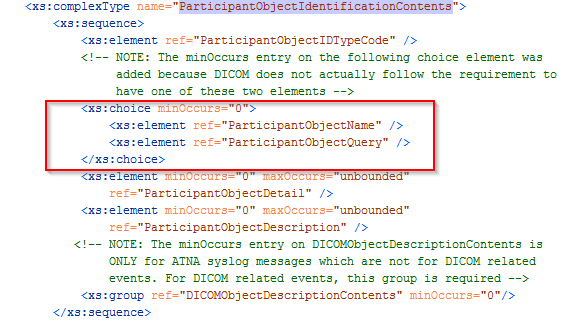 <xs:complexType name="ParticipantObjectIdentificationContents">
<xs:sequence>
<xs:element ref="ParticipantObjectIDTypeCode" />
<!-- NOTE: The minOccurs entry on the following choice element was
added because DICOM does not actually follow the requirement to
have one of these two elements -->
<xs:choice minOccurs="0">
<xs:element ref="ParticipantObjectName" />
<xs:element ref="ParticipantObjectQuery" />
</xs:choice>
<xs:element minOccurs="0" maxOccurs="unbounded"
ref="ParticipantObjectDetail" />
<xs:element minOccurs="0" maxOccurs="unbounded"
ref="ParticipantObjectDescription" />
<!-- NOTE: The minOccurs entry on DICOMObjectDescriptionContents is
ONLY for ATNA syslog messages which are not for DICOM related
events. For DICOM related events, this group is required -->
<xs:group ref="DICOMObjectDescriptionContents" minOccurs="0"/>
</xs:sequence>